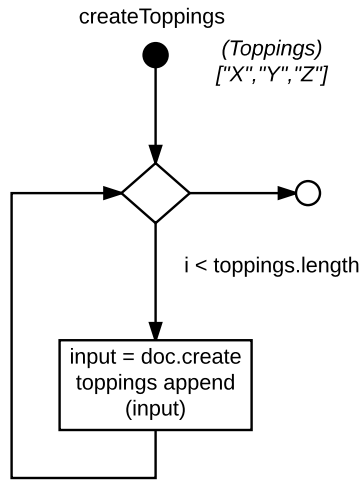 createToppings
(Toppings)
["X","Y","Z"]
i < toppings.length
input = doc.create
toppings append
(input)